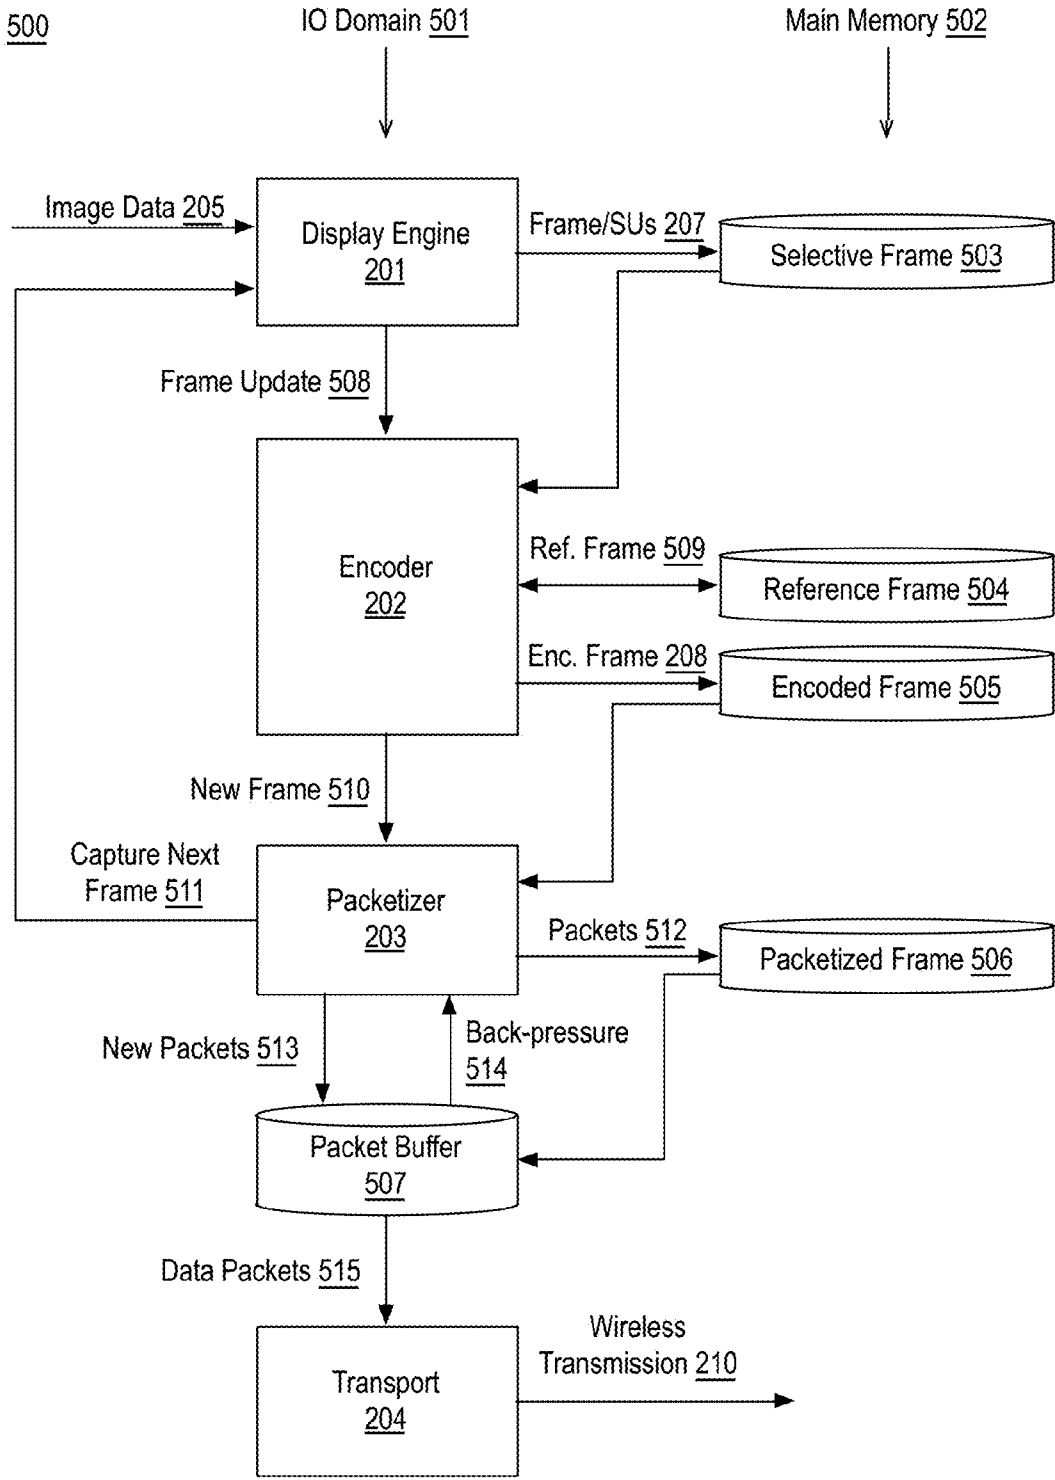 500
IO Domain 501
Main Memory 502
Image Data 205
Display Engine
201
Frame/SUs 207
Selective Frame 503
Frame Update 508
Encoder
202
Ref. Frame 509
Reference Frame 504
Enc. Frame 208
Encoded Frame 505
New Frame 510
Capture Next
Frame 511
Packetizer
203
Packets 512
Packetized Frame 506
New Packets 513
Back-pressure
514
Packet Buffer
507
Data Packets 515
Transport
204
Wireless
Transmission 210